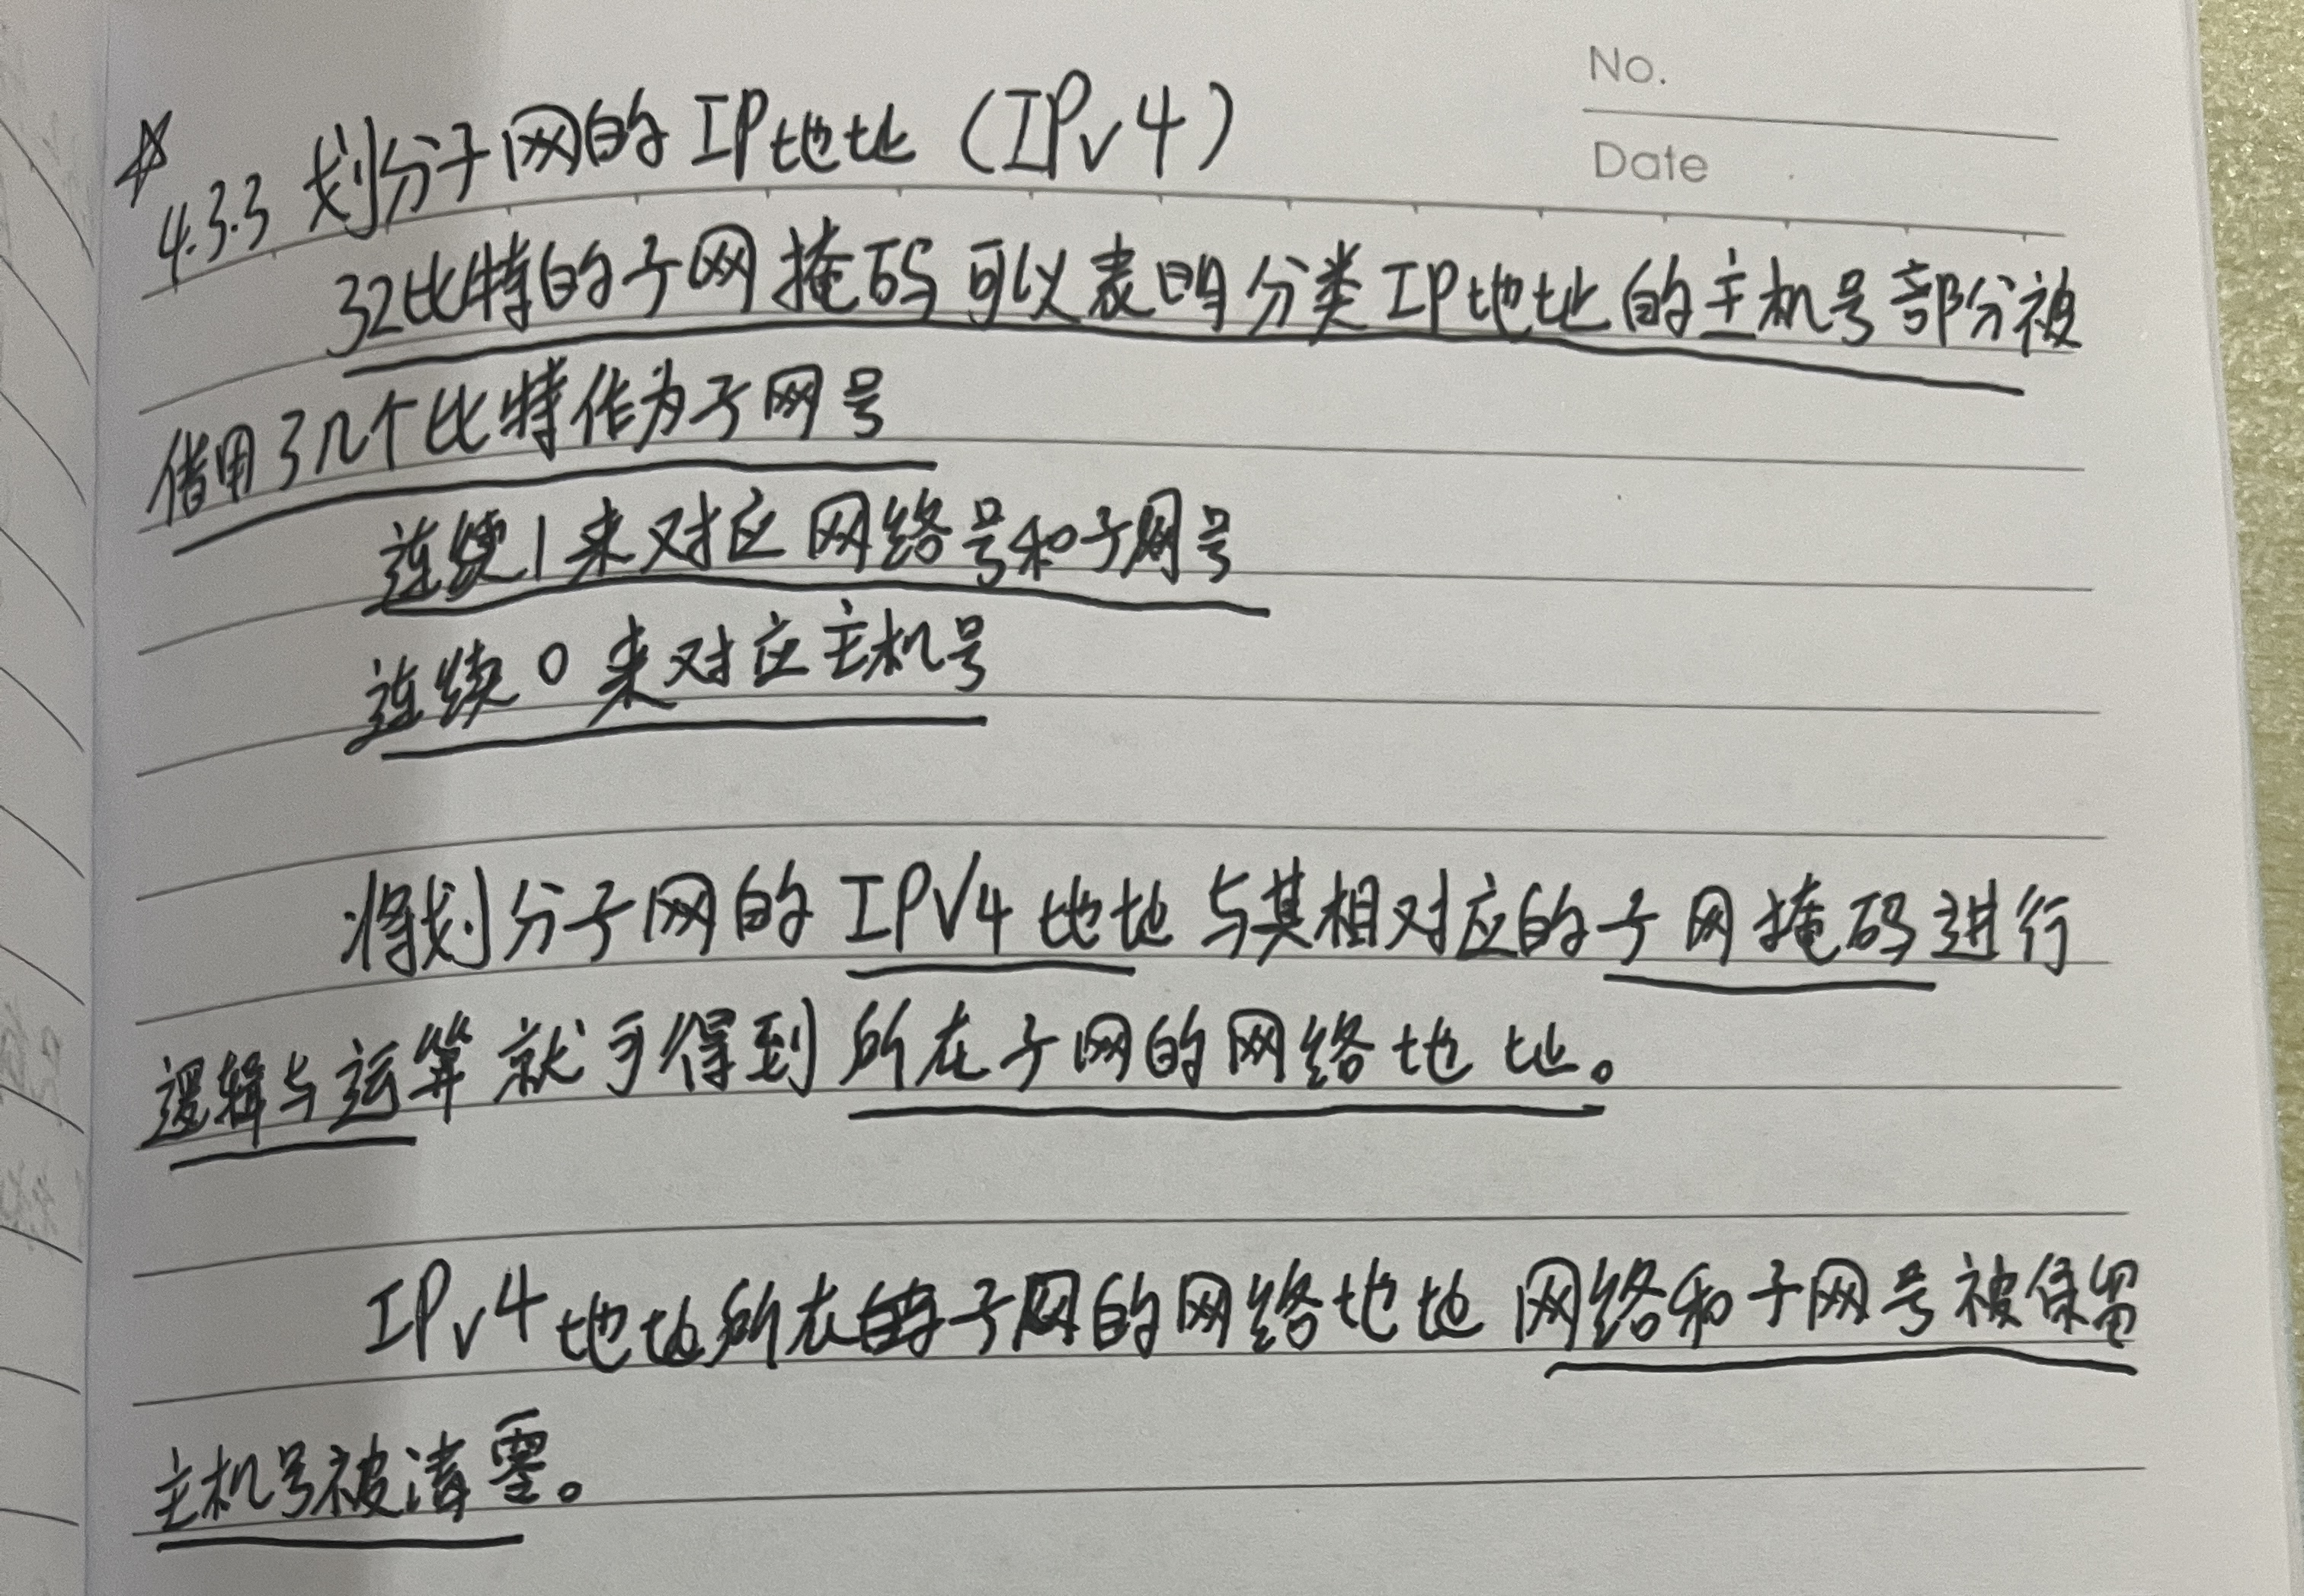 No.
Date
☆
4.3.3 划分子网的IP地址（IPv4）
32比特的子网掩码可以表明分类IP地址的主机号部分被
借用了几个比特作为子网号
连续1来对应网络号和子网号
连续0来对应主机号
将划分子网的IPV4地址与其相对应的子网掩码进行
逻辑与运算就可得到所在子网的网络地址。
IPv4地址所在子网的网络地址 网络和子网号被保留
主机号被清零。